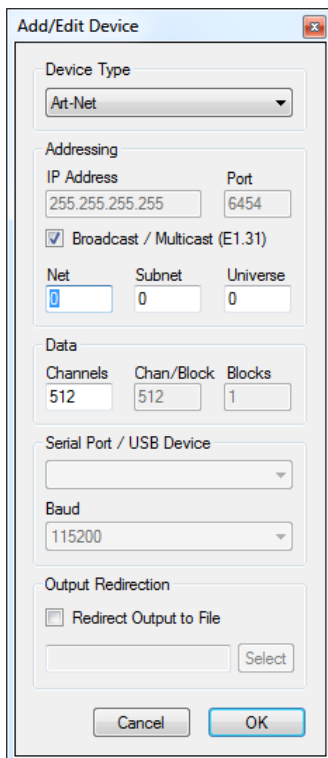 Add/Edit Device
Device Type
Art-Net
Addressing
IP Address Port
255.255.255.255 6454
Broadcast / Multicast (E1.31)
Net Subnet Universe
0 0 0
Data
Channels Chan/Block Blocks
512 512 1
Serial Port / USB Device
Baud
115200
Output Redirection
Redirect Output to File
Select
Cancel OK